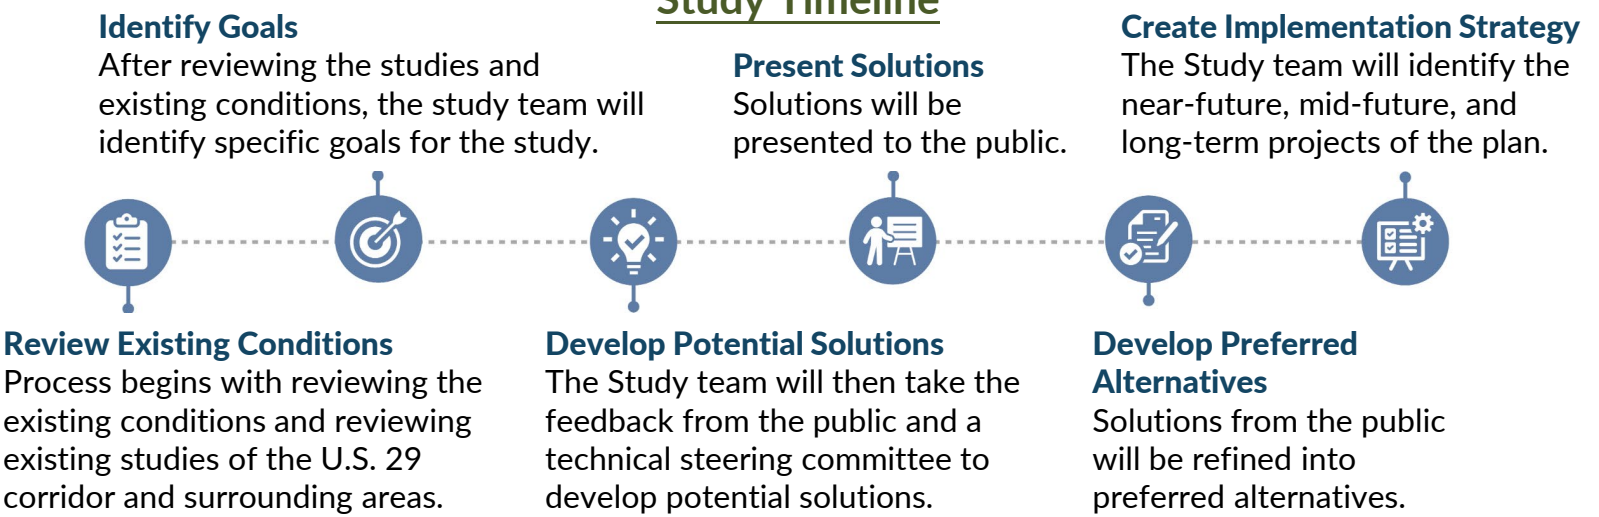 Study Timeline
Identify Goals
After reviewing the studies and
existing conditions, the study team will
identify specific goals for the study.
Present Solutions
Solutions will be
presented to the public.
Create Implementation Strategy
The Study team will identify the
near-future, mid-future, and
long-term projects of the plan.
Review Existing Conditions
Process begins with reviewing the
existing conditions and reviewing
existing studies of the U.S. 29
corridor and surrounding areas.
Develop Potential Solutions
The Study team will then take the
feedback from the public and a
technical steering committee to
develop potential solutions.
Develop Preferred
Alternatives
Solutions from the public
will be refined into
preferred alternatives.